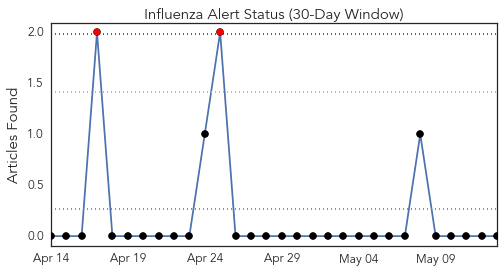 Influenza Alert Status (30-Day Window)
Articles Found
2.0
1.5
1.0
0.5
0.0
Apr 14 Apr 19 Apr 24 Apr 29 May 04 May 09